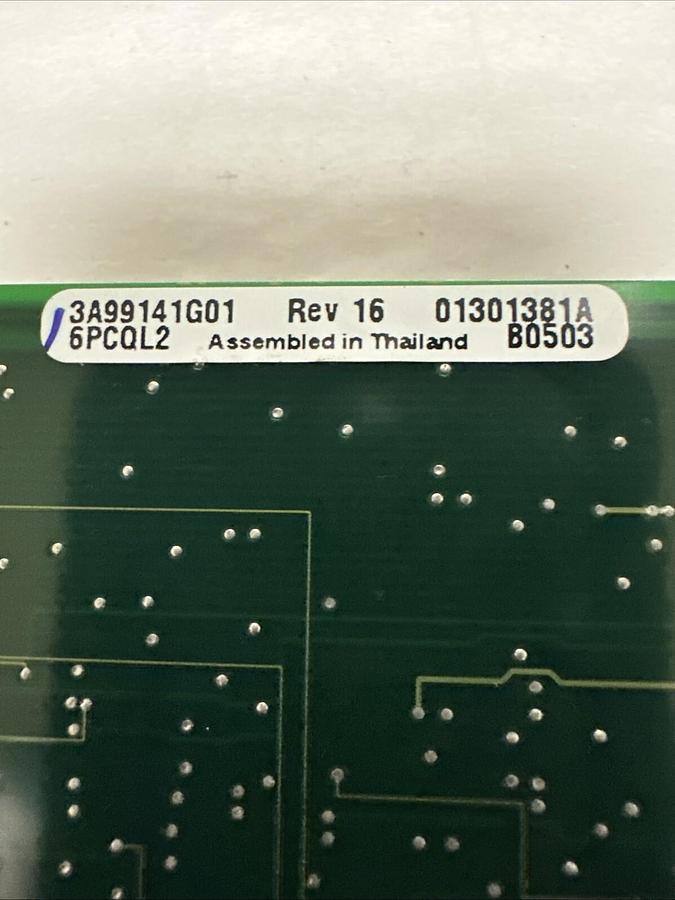 3A99141G01 Rev 16 01301381A
6PCQL2 Assembled in Thailand B0503